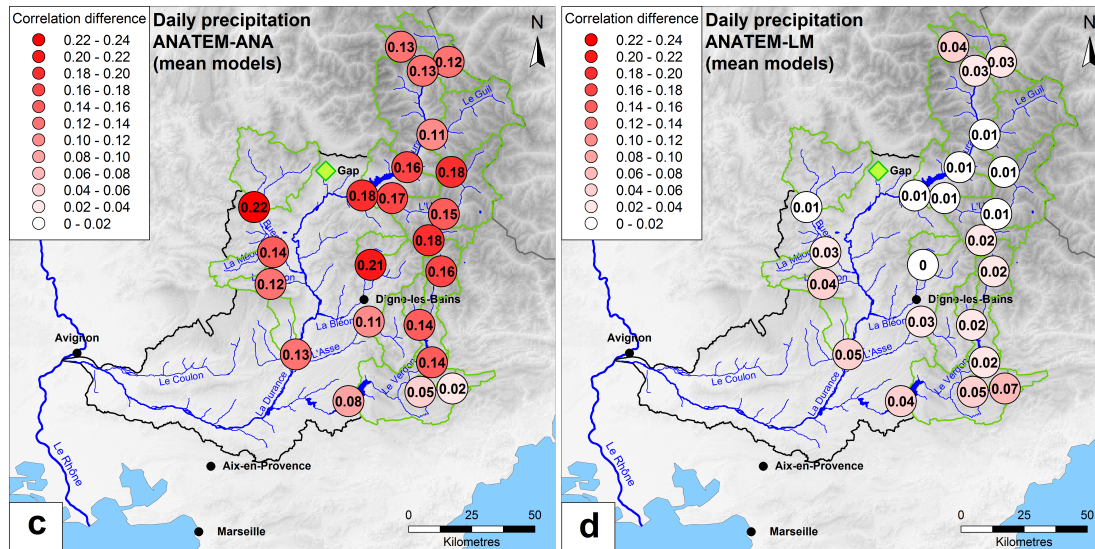 Correlation difference
0.22 - 0.24
0.20 - 0.22
0.18 - 0.20
0.16 - 0.18
0.14 - 0.16
0.12 - 0.14
0.10 - 0.12
0.08 - 0.10
0.06 - 0.08
0.04 - 0.06
0.02 - 0.04
0 - 0.02
Daily precipitation
ANATEM-ANA
(mean models)
N
0.13
0.12
0.13
Le Guil
0.11
0.16
Gap
0.18
0.18
0.17
0.22
0.15
0.18
0.14
0.21
0.16
0.12
Digne-les-Bains
La Bléon
0.11
0.14
Avignon
0.13
L'Asse
0.14
Le Coulon
La Durance
Le Verdon
0.08
0.05
0.02
Le Rhône
Aix-en-Provence
c
Marseille
0 25 50
Kilometres
Correlation difference
0.22 - 0.24
0.20 - 0.22
0.18 - 0.20
0.16 - 0.18
0.14 - 0.16
0.12 - 0.14
0.10 - 0.12
0.08 - 0.10
0.06 - 0.08
0.04 - 0.06
0.02 - 0.04
0 - 0.02
Daily precipitation
ANATEM-LM
(mean models)
N
0.04
0.03
0.03
Le Guil
0.01
0.01
Gap
0.01
0.01
0.01
0.01
0.01
0.02
0.03
0
0.02
0.04
Digne-les-Bains
La Bléon
0.03
0.02
Avignon
0.05
L'Asse
0.02
Le Coulon
La Durance
Le Verdon
0.04
0.05
0.07
Le Rhône
Aix-en-Provence
d
Marseille
0 25 50
Kilometres